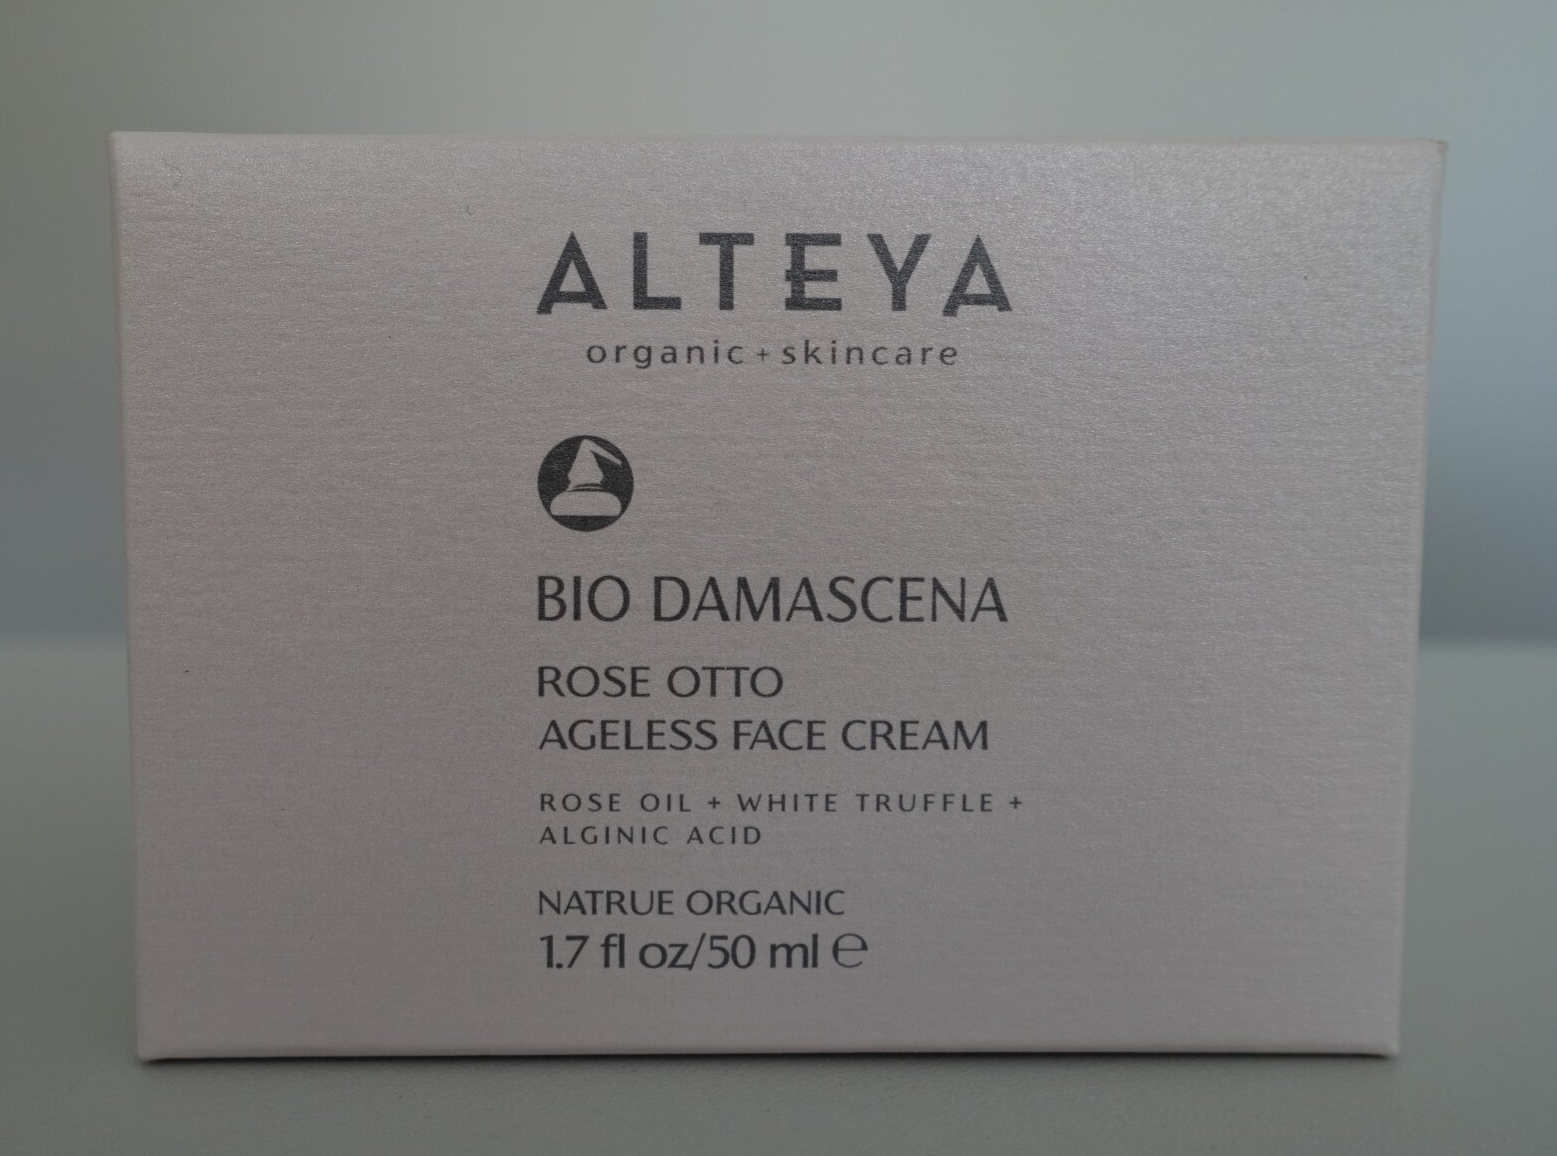 ALTEYA
organic + skincare
BIO DAMASCENA
ROSE OTTO
AGELESS FACE CREAM
ROSE OIL + WHITE TRUFFLE +
ALGINIC ACID
NATRUE ORGANIC
1.7 fl oz/50 ml ℮